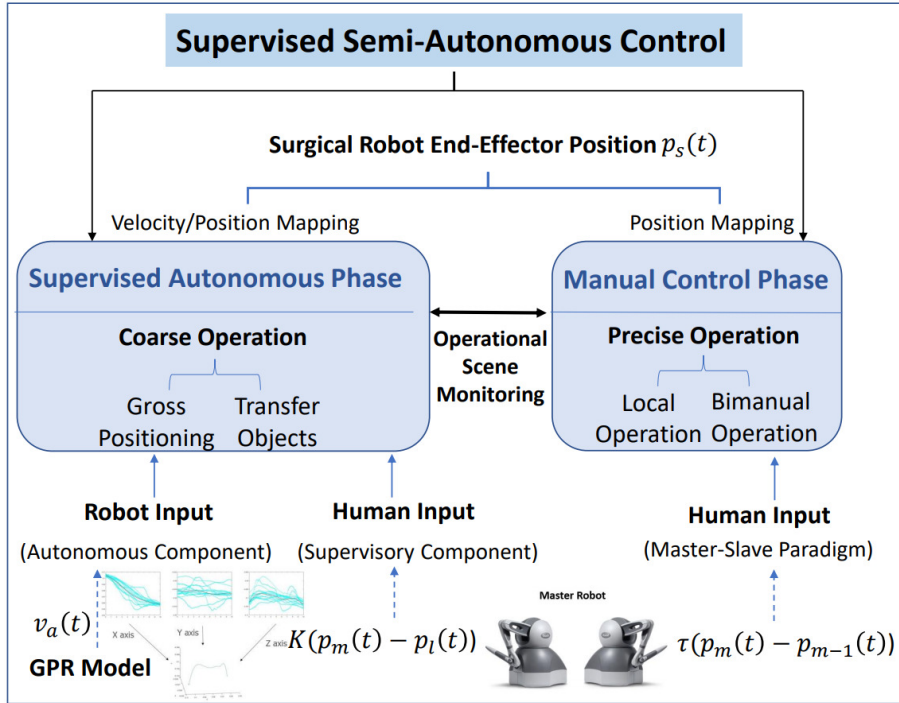 Supervised Semi-Autonomous Control
Surgical Robot End-Effector Position p_s(t)
Velocity/Position Mapping
Position Mapping
Supervised Autonomous Phase
Manual Control Phase
Coarse Operation
Operational
Scene
Monitoring
Precise Operation
Gross
Positioning
Transfer
Objects
Local
Operation
Bimanual
Operation
Robot Input
(Autonomous Component)
Human Input
(Supervisory Component)
Human Input
(Master-Slave Paradigm)
v_a(t)
X axis
Y axis
Z axis
GPR Model
K(p_m(t) − p_l(t))
Master Robot
τ(p_m(t) − p_{m−1}(t))